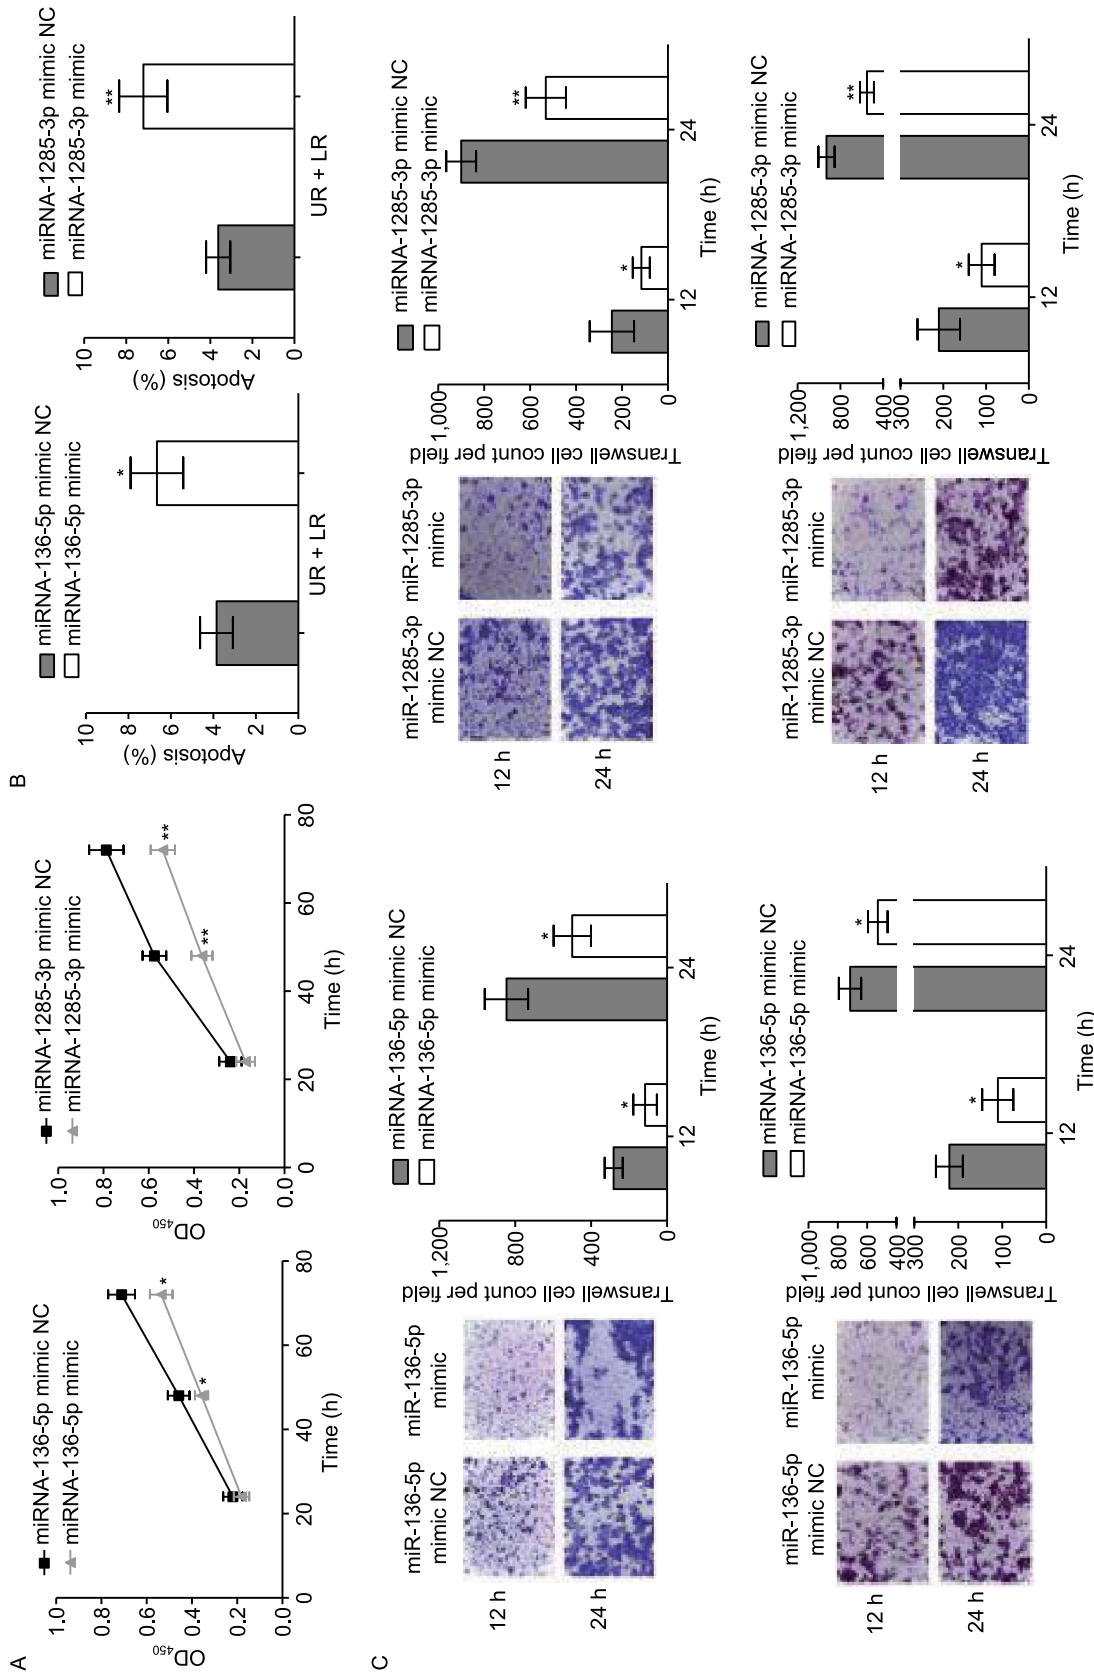 A
miRNA-136-5p mimic NC
miRNA-136-5p mimic
OD450
1.0
0.8
0.6
0.4
0.2
0.0
0
20
40
60
80
Time (h)
*
*
miRNA-1285-3p mimic NC
miRNA-1285-3p mimic
OD450
1.0
0.8
0.6
0.4
0.2
0.0
0
20
40
60
80
Time (h)
**
**
B
miRNA-136-5p mimic NC
miRNA-136-5p mimic
Apotosis (%)
10
8
6
4
2
0
*
UR + LR
miRNA-1285-3p mimic NC
miRNA-1285-3p mimic
Apotosis (%)
10
8
6
4
2
0
**
UR + LR
C
miR-136-5p
mimic NC
miR-136-5p
mimic
12 h
24 h
miRNA-136-5p mimic NC
miRNA-136-5p mimic
Transwell cell count per field
1,200
800
400
0
*
*
12
24
Time (h)
miR-1285-3p
mimic NC
miR-1285-3p
mimic
12 h
24 h
miRNA-1285-3p mimic NC
miRNA-1285-3p mimic
Transwell cell count per field
1,000
800
600
400
200
0
*
**
12
24
Time (h)
miR-136-5p
mimic NC
miR-136-5p
mimic
12 h
24 h
miRNA-136-5p mimic NC
miRNA-136-5p mimic
Transwell cell count per field
1,000
800
600
400
300
200
100
0
*
*
12
24
Time (h)
miR-1285-3p
mimic NC
miR-1285-3p
mimic
12 h
24 h
miRNA-1285-3p mimic NC
miRNA-1285-3p mimic
Transwell cell count per field
1,200
800
400
300
200
100
0
*
**
12
24
Time (h)